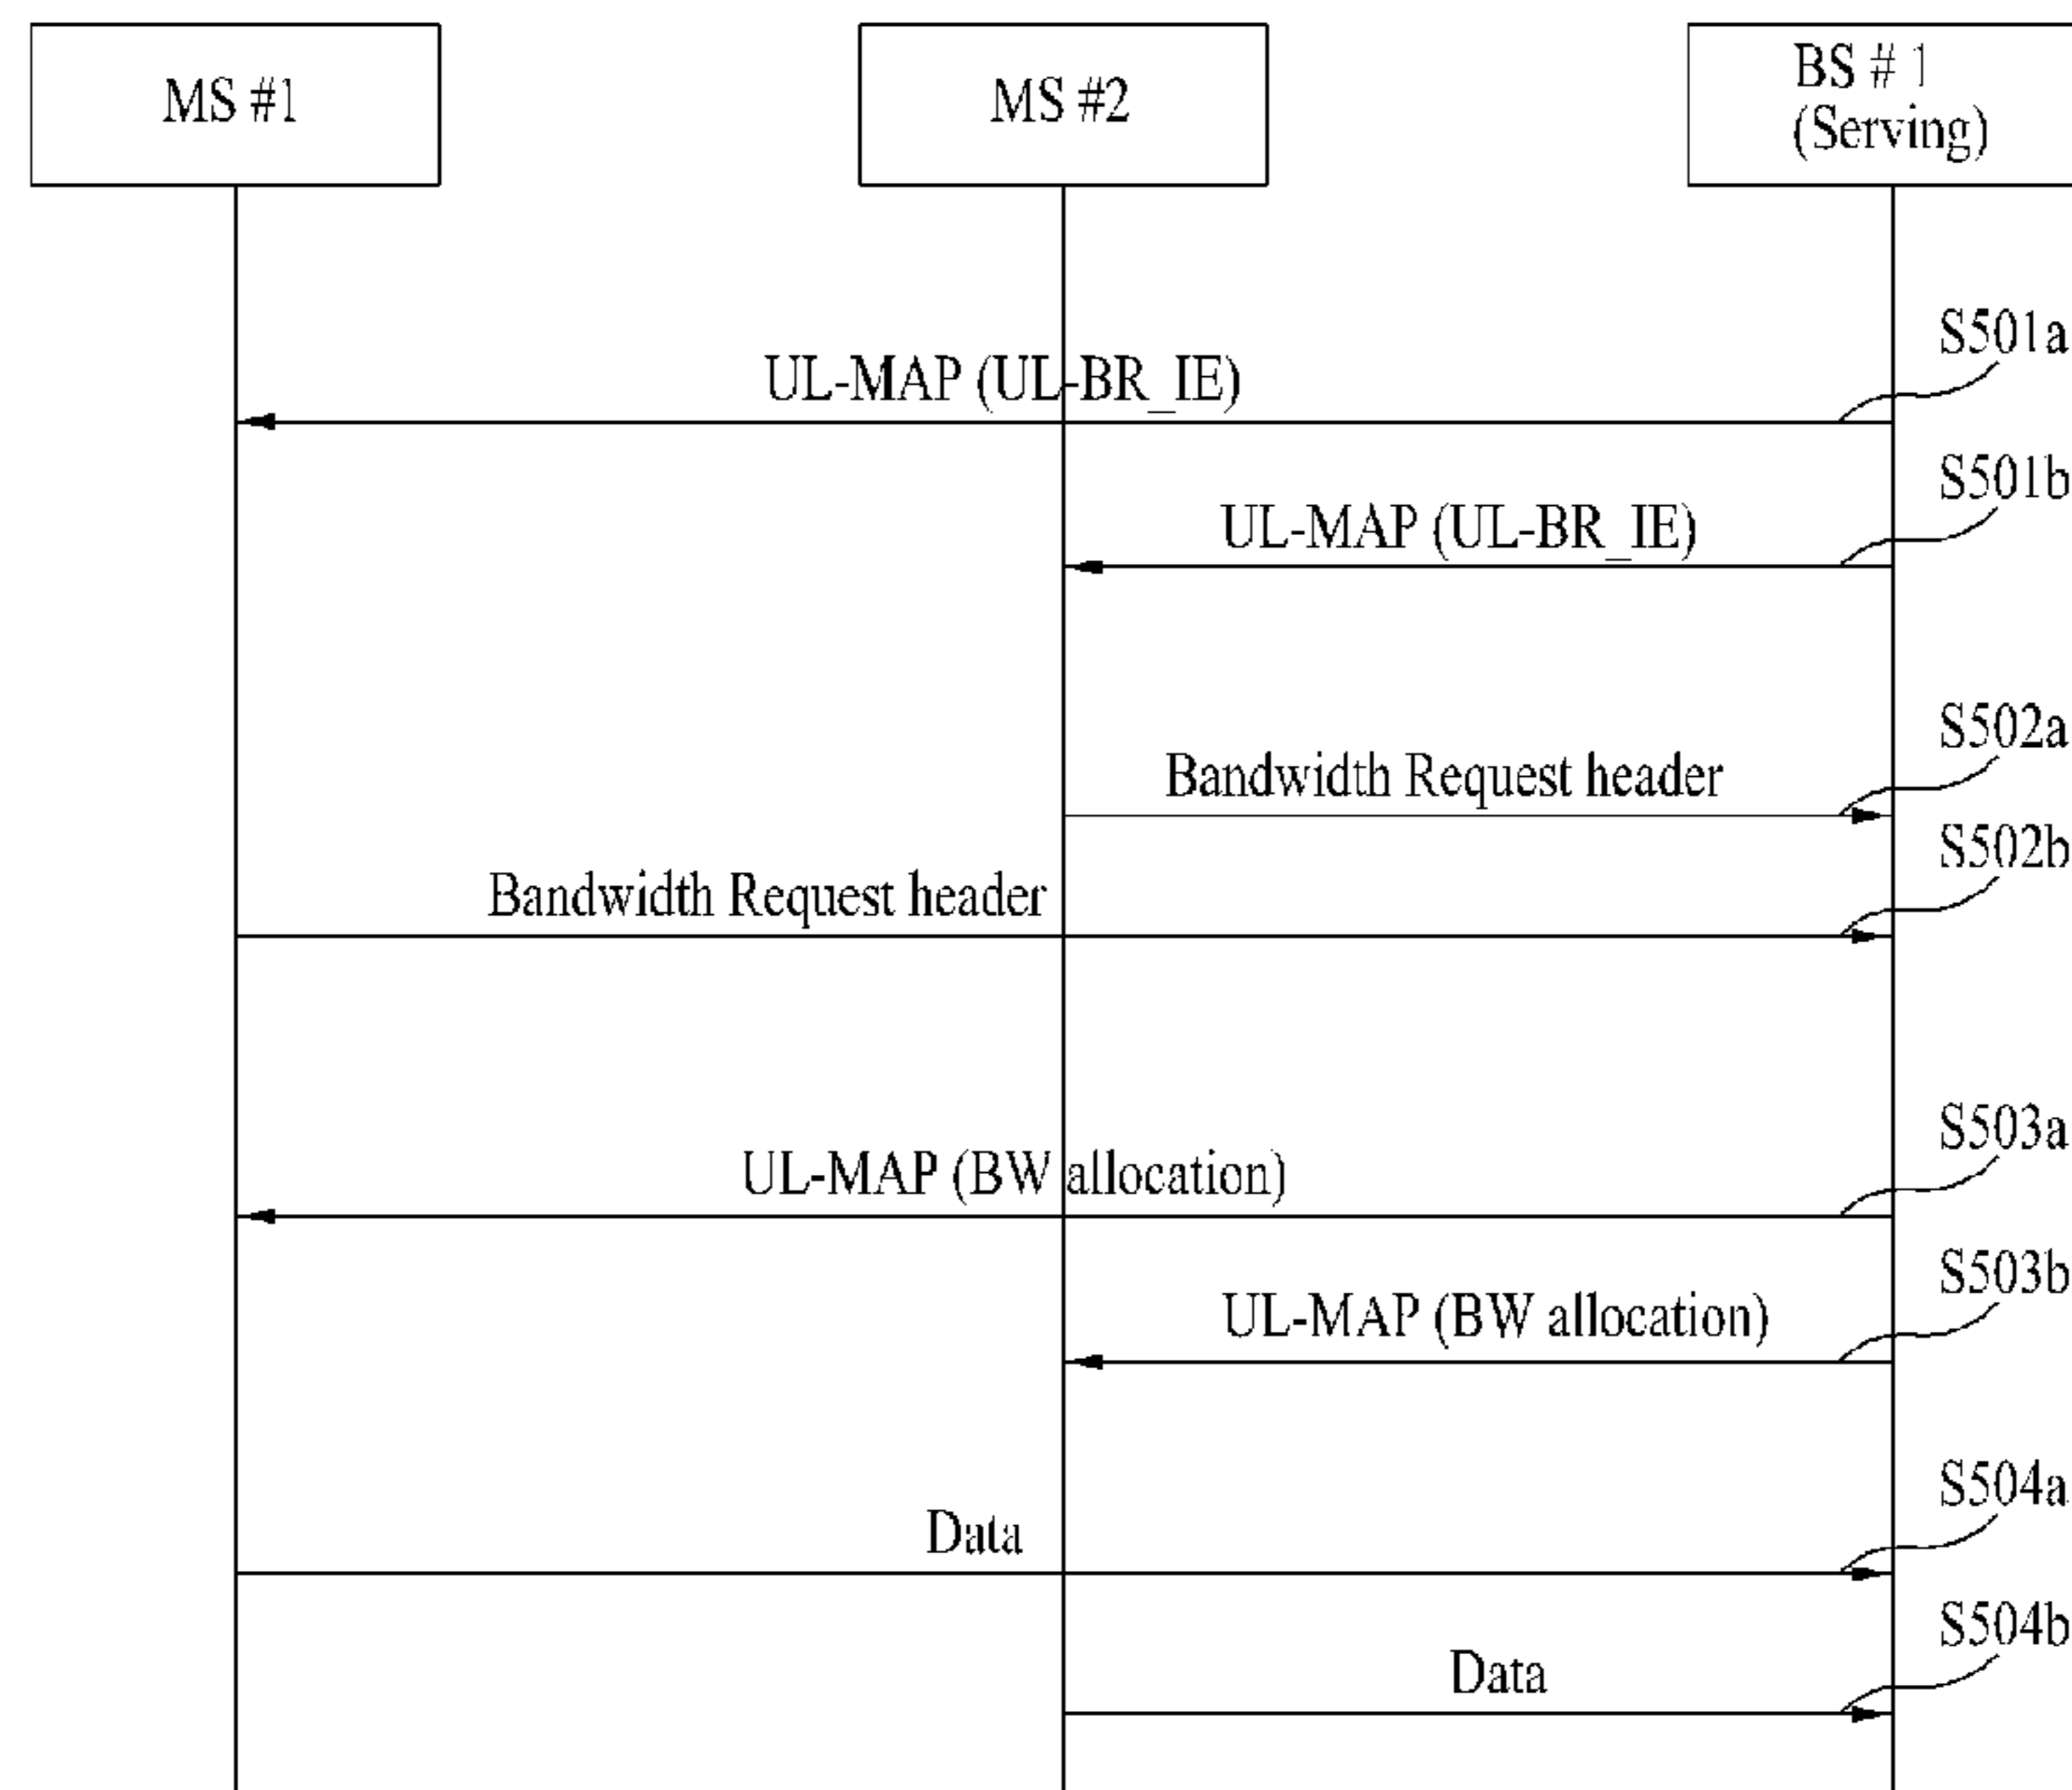 MS #1
MS #2
BS # 1
(Serving)
S501a
UL-MAP (UL-BR_IE)
S501b
UL-MAP (UL-BR_IE)
S502a
Bandwidth Request header
S502b
Bandwidth Request header
S503a
UL-MAP (BW allocation)
S503b
UL-MAP (BW allocation)
S504a
Data
S504b
Data